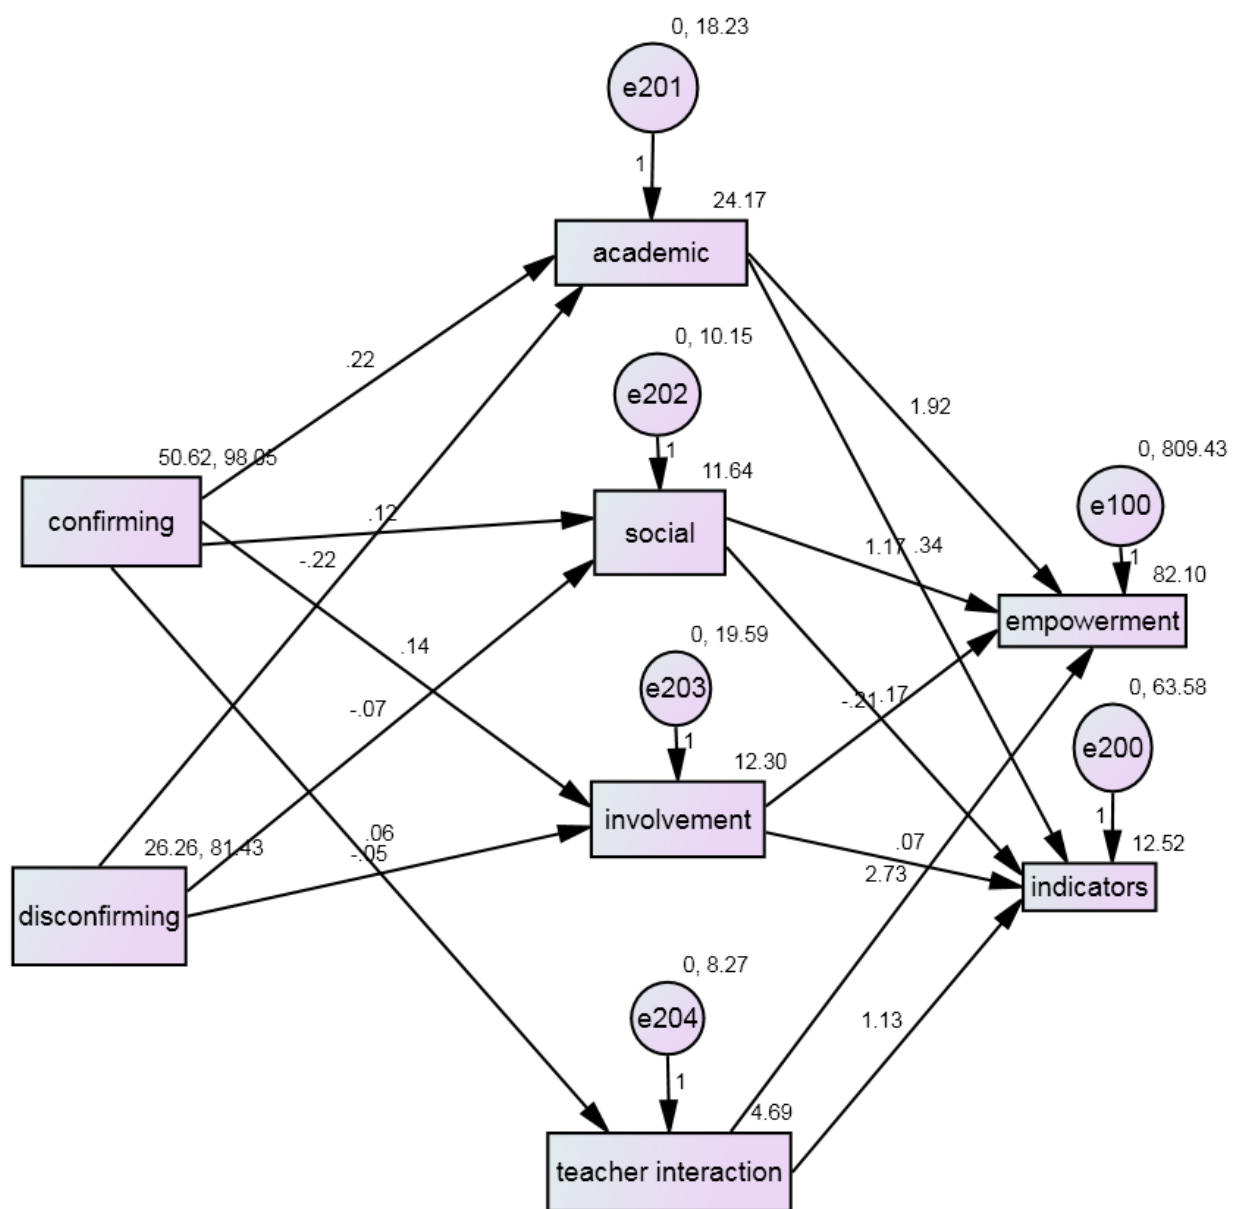 0, 18.23
e201
1
24.17
academic
0, 10.15
.22
e202
1.92
1
0, 809.43
50.62, 98.05
11.64
e100
confirming
.12
social
1.17
.34
1
-.22
82.10
empowerment
0, 19.59
.14
e203
0, 63.58
-.07
-.21
.17
e200
1
12.30
involvement
1
.06
.07
12.52
26.26, 81.43
-.05
2.73
indicators
disconfirming
0, 8.27
e204
1.13
1
4.69
teacher interaction